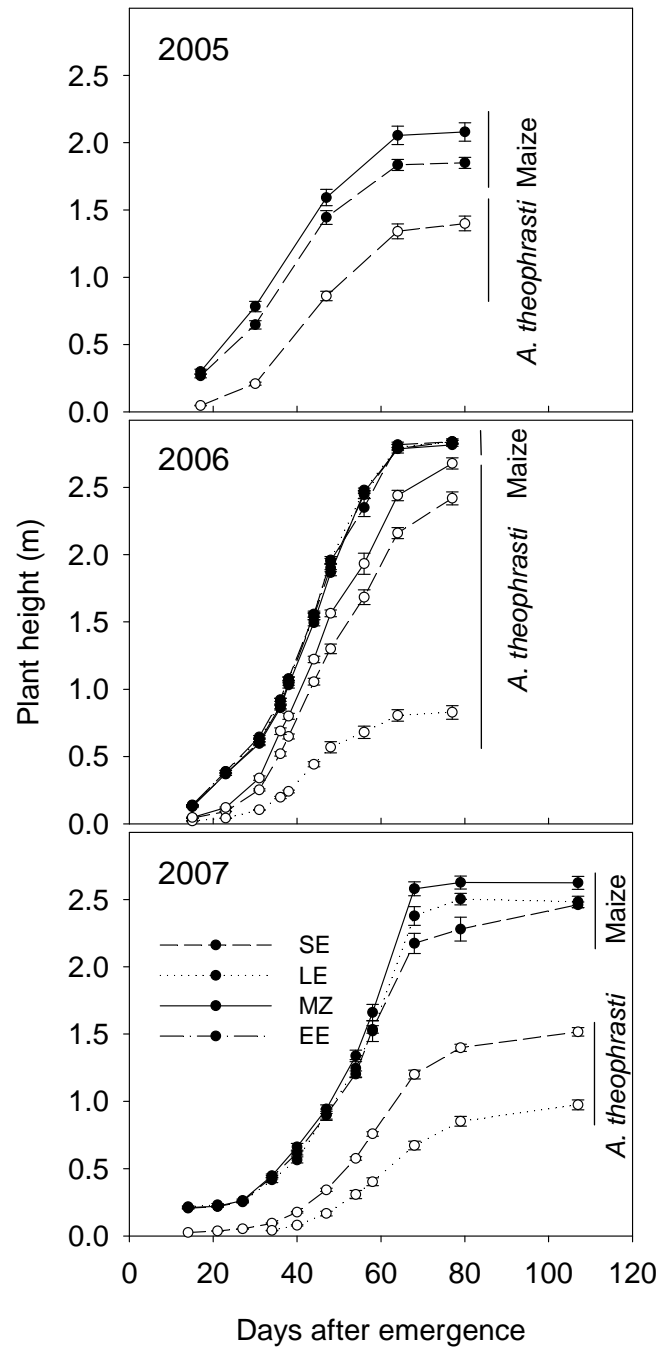 2005
2.5
2.0
1.5
1.0
0.5
0.0
Maize
A. theophrasti
2006
2.5
2.0
1.5
1.0
0.5
0.0
Maize
A. theophrasti
Plant height (m)
2007
2.5
2.0
1.5
1.0
0.5
0.0
SE
LE
MZ
EE
Maize
A. theophrasti
0 20 40 60 80 100 120
Days after emergence